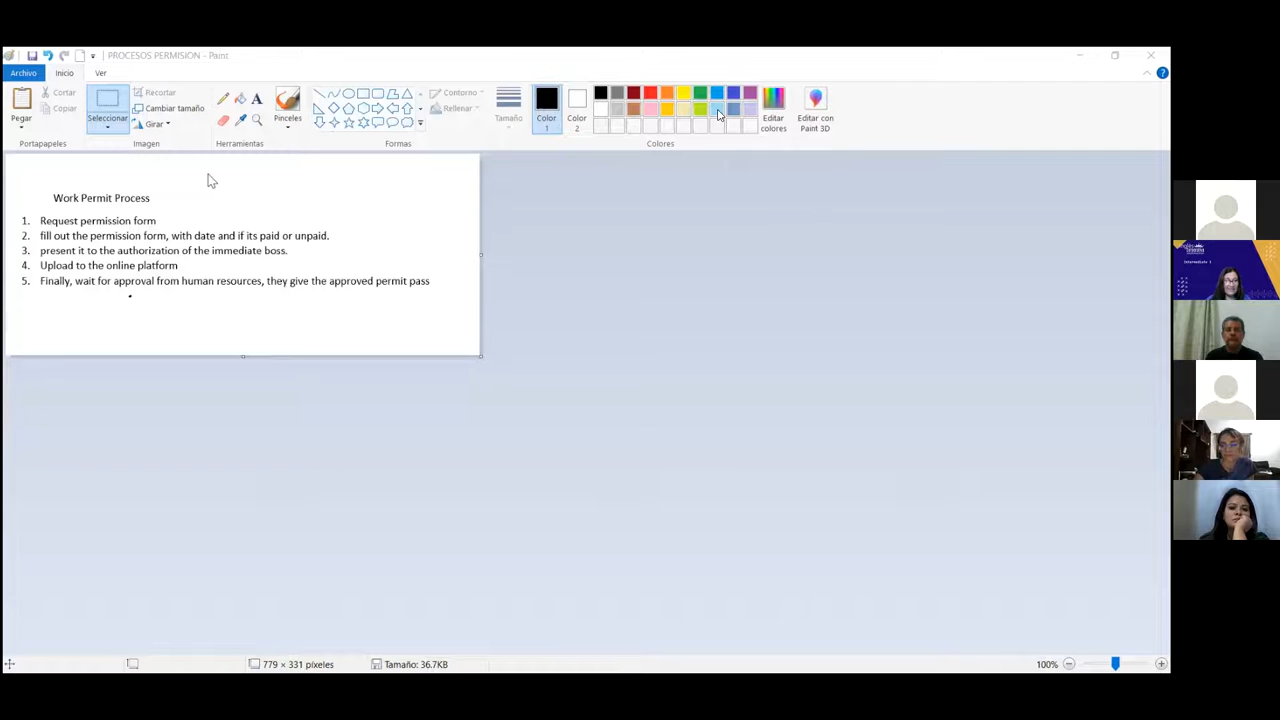 PROCESOS PERMISION - Paint
Archivo
Inicio
Ver
Pegar
Cortar
Copiar
Portapapeles
Seleccionar
Recortar
Cambiar tamaño
Girar
Imagen
A
Pinceles
Herramientas
Contorno
Rellenar
Formas
Tamaño
Color 1
Color 2
Editar colores
Editar con Paint 3D
Colores
Work Permit Process
1. Request permission form
2. fill out the permission form, with date and if its paid or unpaid.
3. present it to the authorization of the immediate boss.
4. Upload to the online platform
5. Finally, wait for approval from human resources, they give the approved permit pass
Intermediate 1
779 × 331 píxeles
Tamaño: 36.7KB
100%